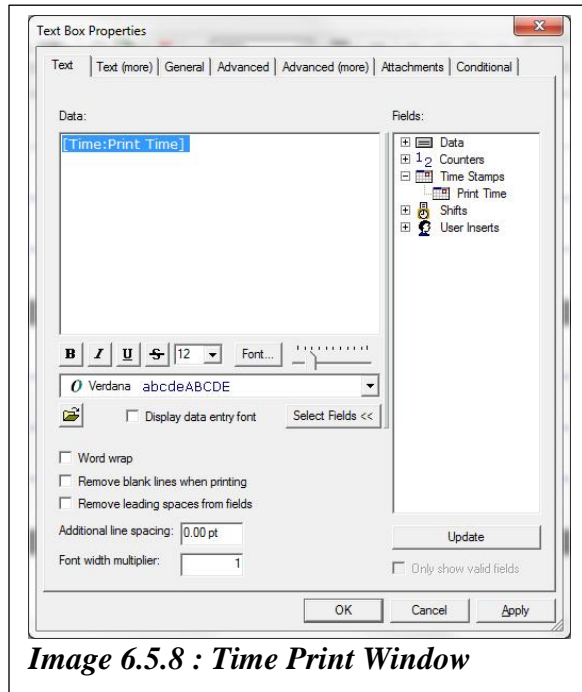 Text Box Properties
Text Text (more) General Advanced Advanced (more) Attachments Conditional
Data:
[Time:Print Time]
Fields:
Data
1 2 Counters
Time Stamps
Print Time
Shifts
User Inserts
B I U S 12 Font...
O Verdana abcdeABCDE
Display data entry font
Select Fields <<
Word wrap
Remove blank lines when printing
Remove leading spaces from fields
Additional line spacing: 0.00 pt
Font width multiplier: 1
Update
Only show valid fields
OK Cancel Apply
Image 6.5.8 : Time Print Window